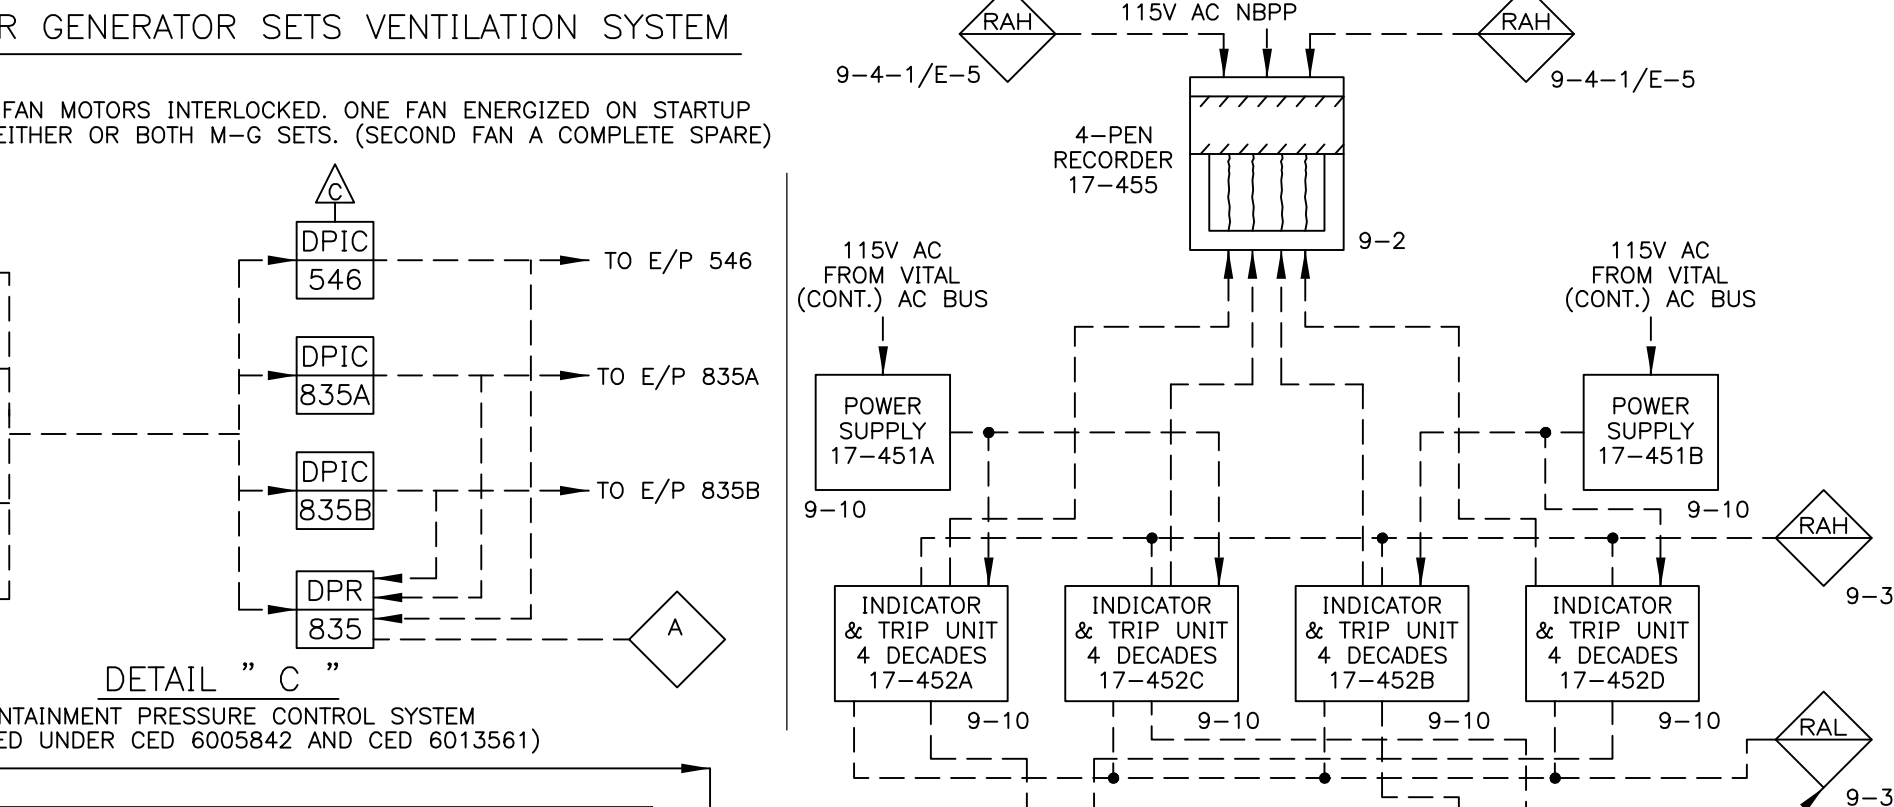 R GENERATOR SETS VENTILATION SYSTEM
FAN MOTORS INTERLOCKED. ONE FAN ENERGIZED ON STARTUP
EITHER OR BOTH M-G SETS. (SECOND FAN A COMPLETE SPARE)
C
DPIC
546
TO E/P 546
DPIC
835A
TO E/P 835A
DPIC
835B
TO E/P 835B
DPR
835
A
DETAIL " C "
NTAINMENT PRESSURE CONTROL SYSTEM
ED UNDER CED 6005842 AND CED 6013561)
RAH
9-4-1/E-5
115V AC NBPP
RAH
9-4-1/E-5
4-PEN
RECORDER
17-455
9-2
115V AC
FROM VITAL
(CONT.) AC BUS
115V AC
FROM VITAL
(CONT.) AC BUS
POWER
SUPPLY
17-451A
9-10
POWER
SUPPLY
17-451B
9-10
RAH
9-3
INDICATOR
& TRIP UNIT
4 DECADES
17-452A
9-10
INDICATOR
& TRIP UNIT
4 DECADES
17-452C
9-10
INDICATOR
& TRIP UNIT
4 DECADES
17-452B
9-10
INDICATOR
& TRIP UNIT
4 DECADES
17-452D
9-10
RAL
9-3